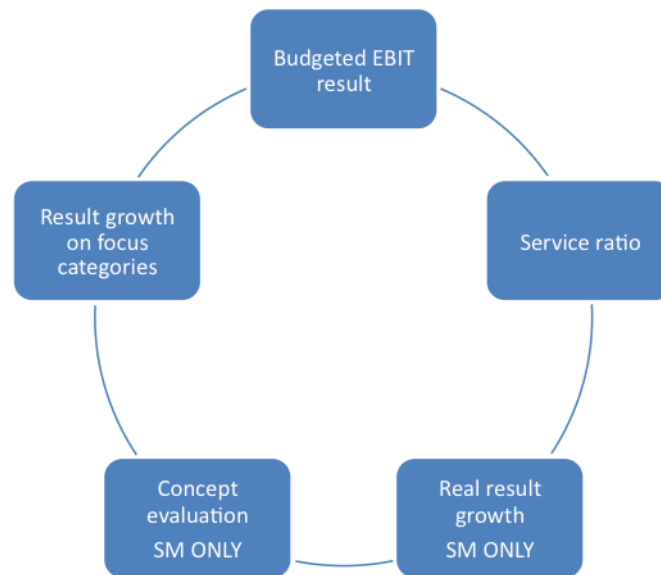 Budgeted EBIT
result
Service ratio
Real result
growth
SM ONLY
Concept
evaluation
SM ONLY
Result growth
on focus
categories